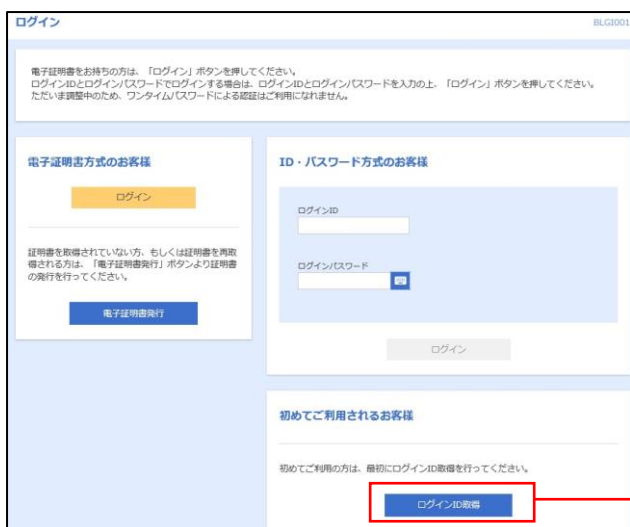 ログイン
BLGI001
電子証明書をお持ちの方は、「ログイン」ボタンを押してください。
ログインIDとログインパスワードでログインする場合は、ログインIDとログインパスワードを入力の上、「ログイン」ボタンを押してください。
ただいま調整中のため、ワンタイムパスワードによる認証はご利用になれません。
電子証明書方式のお客様
ログイン
証明書を取得されていない方、もしくは証明書を再取
得される方は、「電子証明書発行」ボタンより証明書
の発行を行ってください。
電子証明書発行
ID・パスワード方式のお客様
ログインID
ログインパスワード
ログイン
初めてご利用されるお客様
初めてご利用の方は、最初にログインID取得を行ってください。
ログインID取得